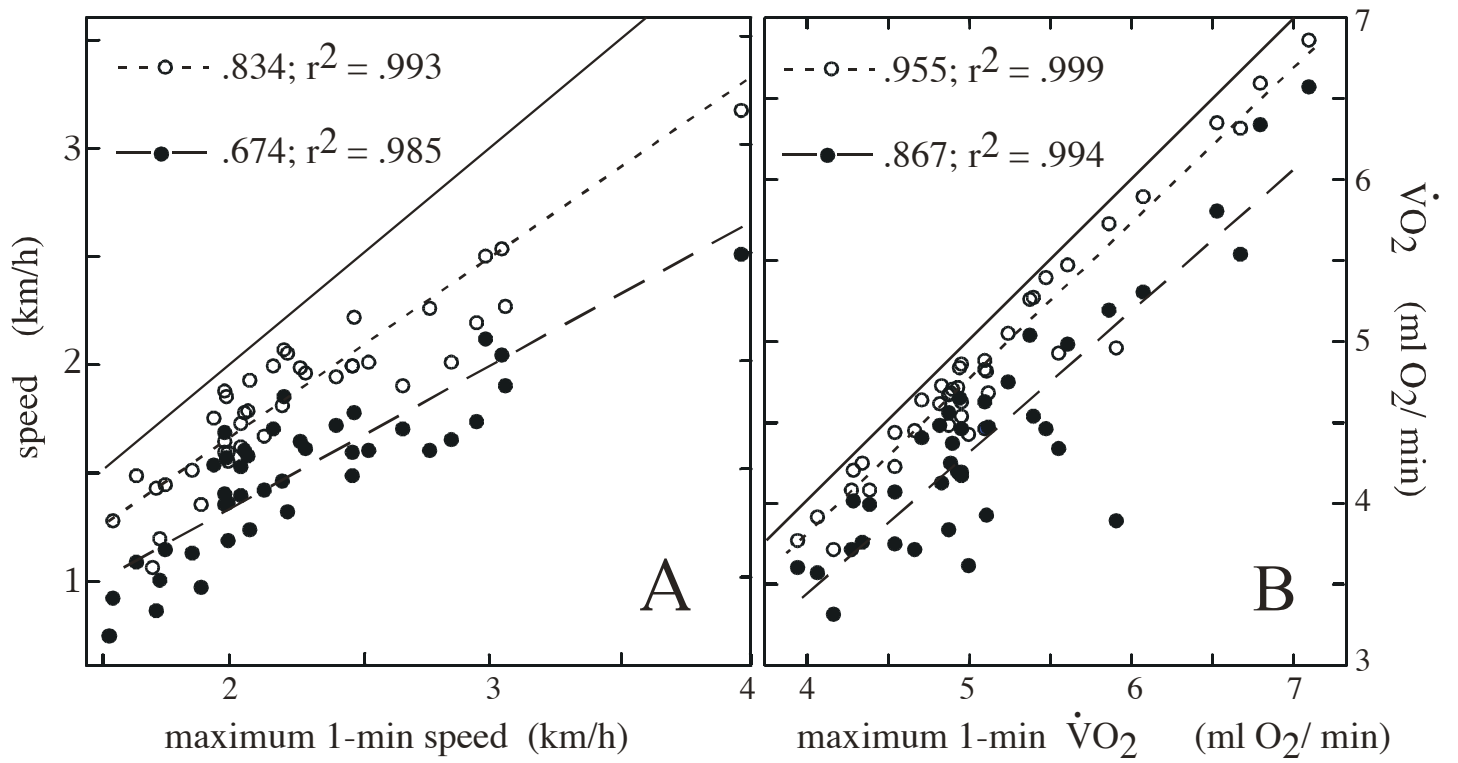 .834; r2 = .993
.674; r2 = .985
3
2
1
speed (km/h)
A
2
3
4
maximum 1-min speed (km/h)
.955; r2 = .999
.867; r2 = .994
7
6
5
4
3
V̇O2 (ml O2/ min)
B
4
5
6
7
maximum 1-min V̇O2 (ml O2/ min)